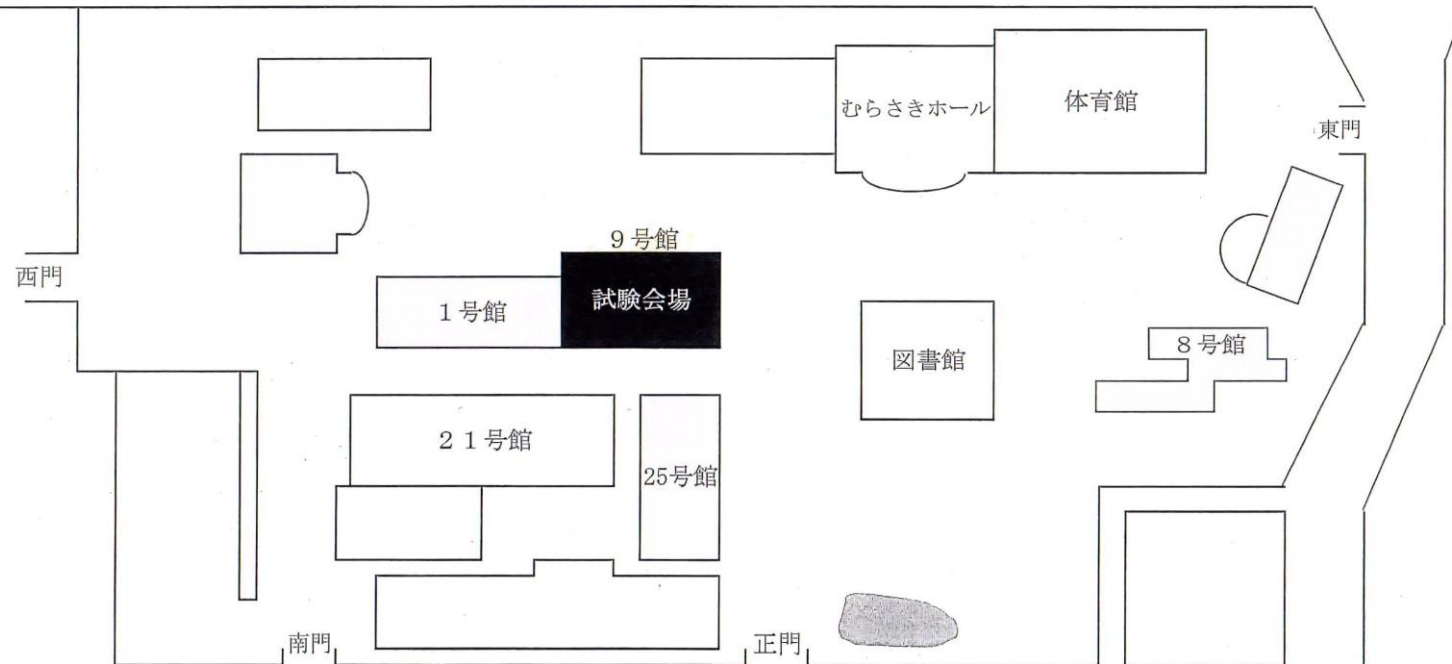 むらさきホール
体育館
東門
9号館
西門
1号館
試験会場
図書館
8号館
21号館
25号館
南門
正門